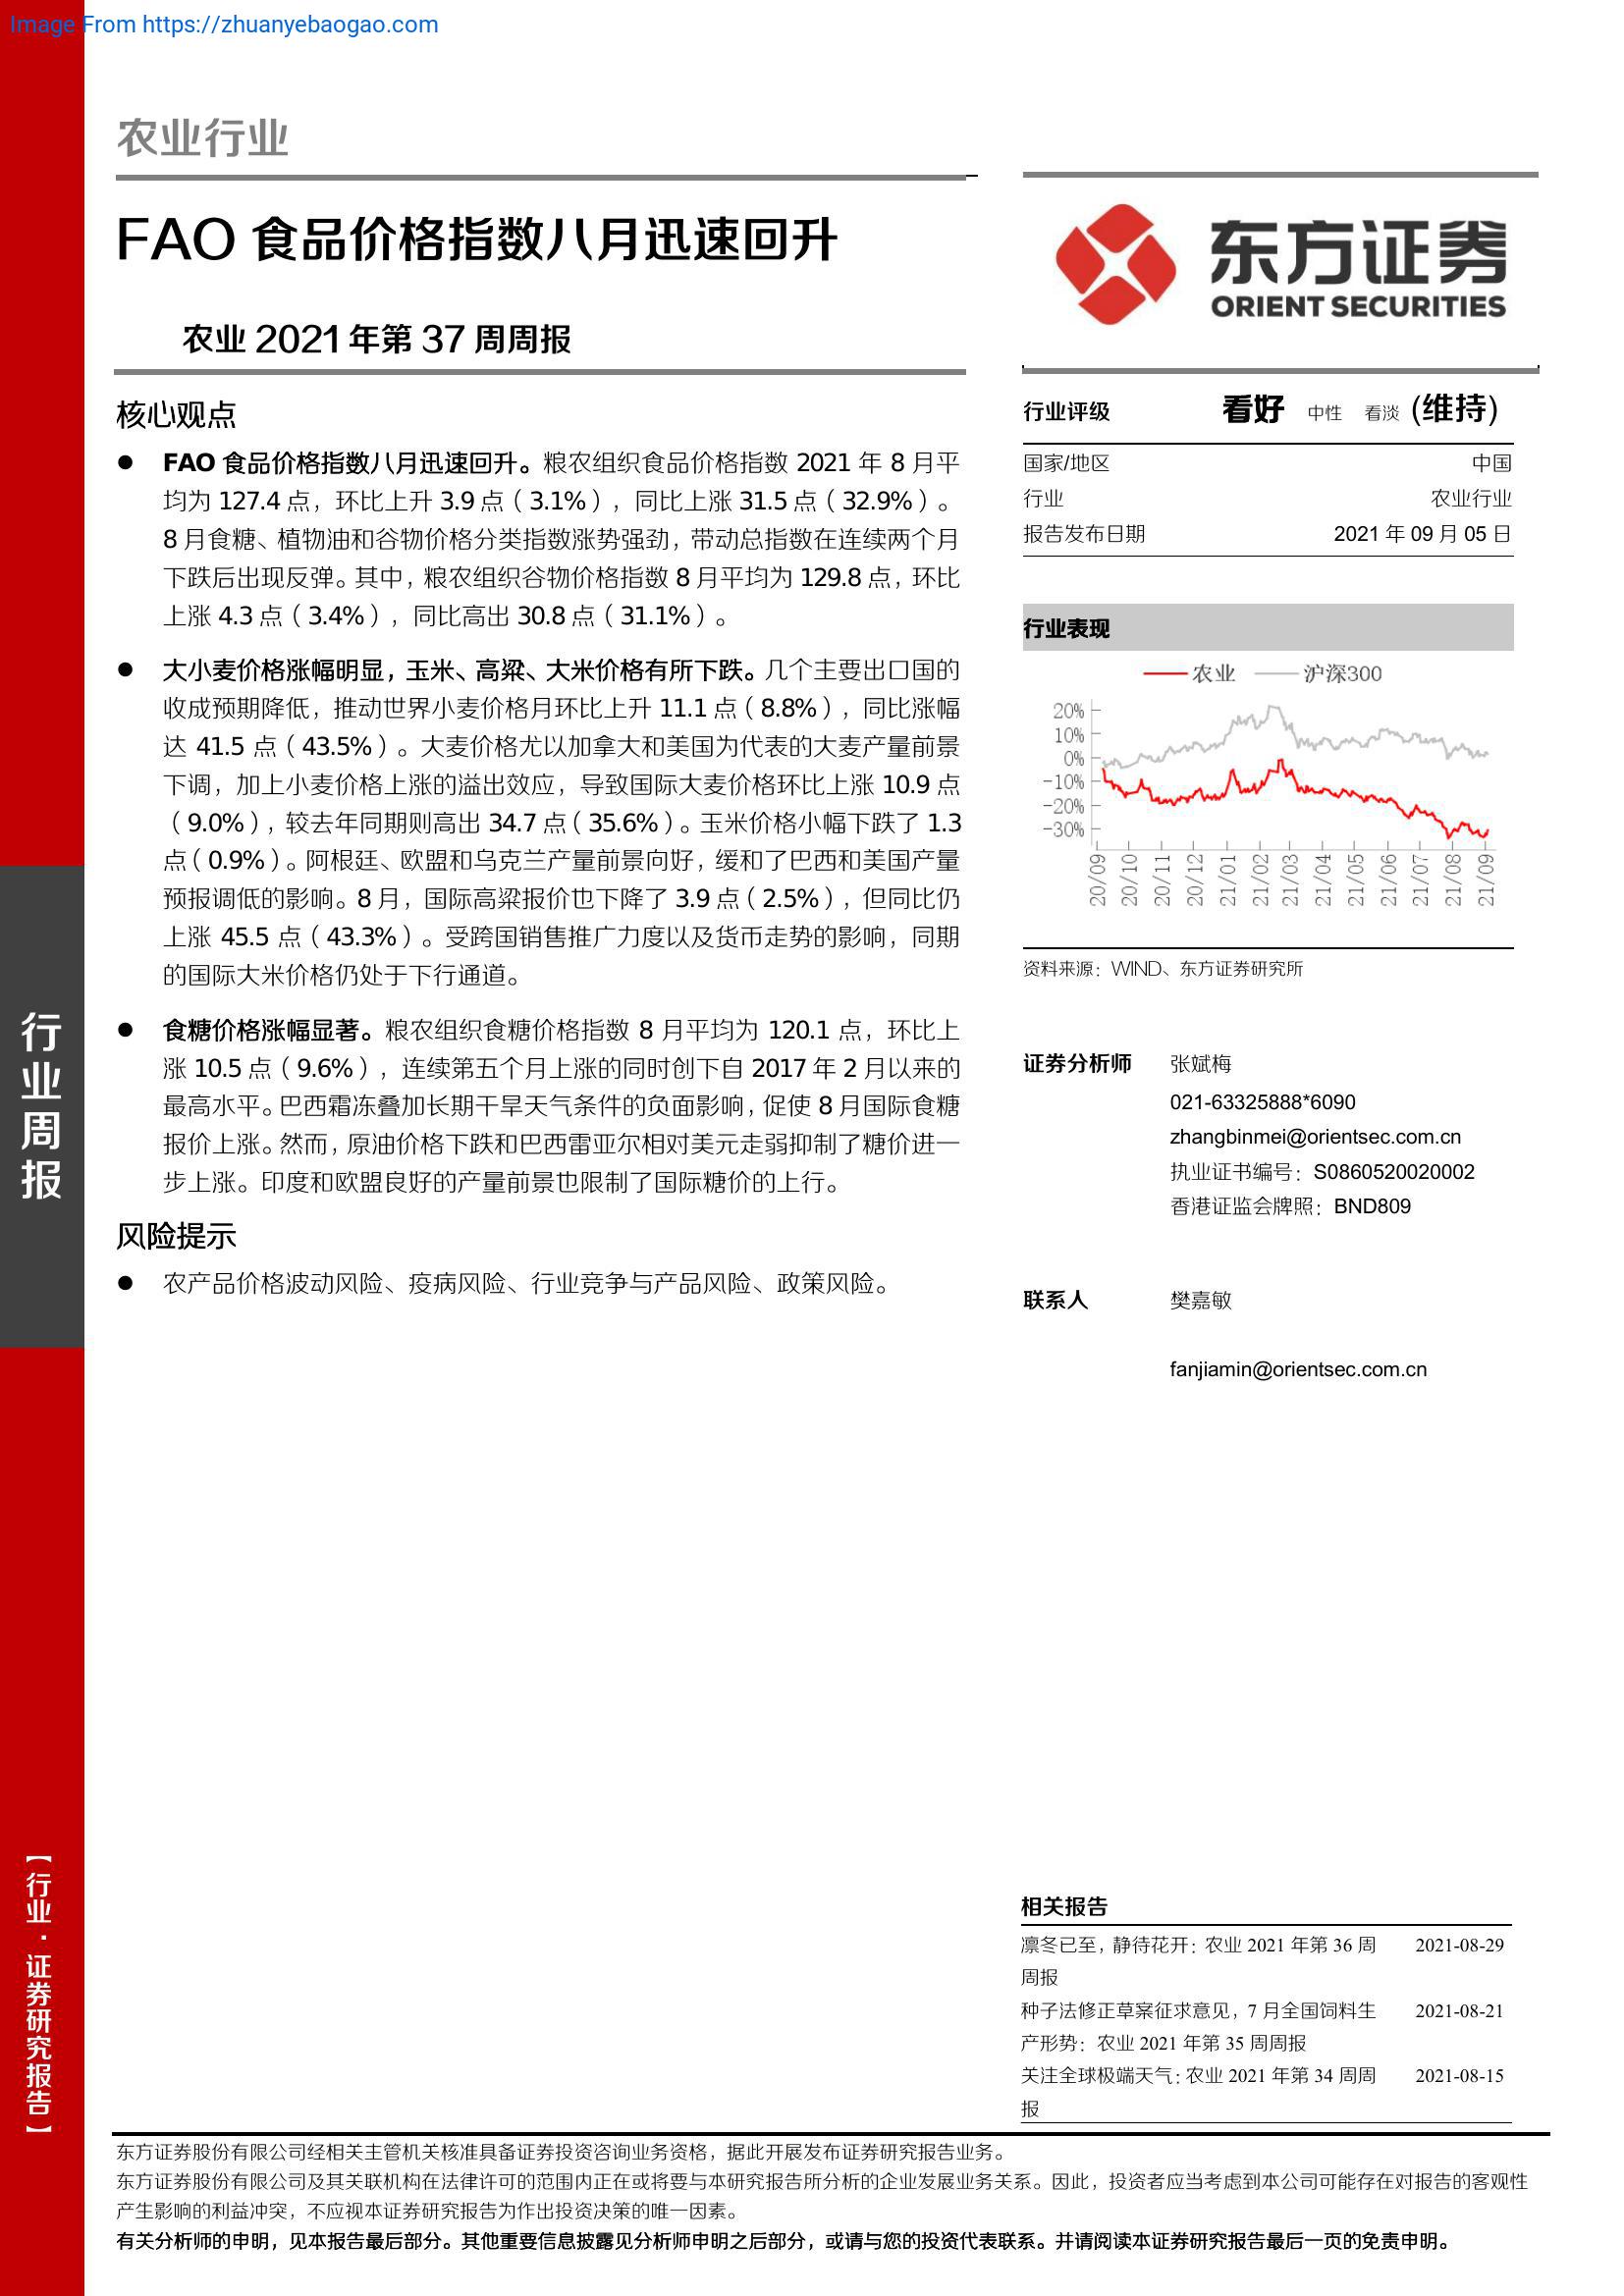 Image From https://zhuanyebaogao.com
农业行业
FAO 食品价格指数八月迅速回升
农业 2021 年第 37 周周报
核心观点
● FAO 食品价格指数八月迅速回升。粮农组织食品价格指数 2021 年 8 月平
均为 127.4 点，环比上升 3.9 点（3.1%），同比上涨 31.5 点（32.9%）。
8 月食糖、植物油和谷物价格分类指数涨势强劲，带动总指数在连续两个月
下跌后出现反弹。其中，粮农组织谷物价格指数 8 月平均为 129.8 点，环比
上涨 4.3 点（3.4%），同比高出 30.8 点（31.1%）。
● 大小麦价格涨幅明显，玉米、高粱、大米价格有所下跌。几个主要出口国的
收成预期降低，推动世界小麦价格月环比上升 11.1 点（8.8%），同比涨幅
达 41.5 点（43.5%）。大麦价格尤以加拿大和美国为代表的大麦产量前景
下调，加上小麦价格上涨的溢出效应，导致国际大麦价格环比上涨 10.9 点
（9.0%），较去年同期则高出 34.7 点（35.6%）。玉米价格小幅下跌了 1.3
点（0.9%）。阿根廷、欧盟和乌克兰产量前景向好，缓和了巴西和美国产量
预报调低的影响。8 月，国际高粱报价也下降了 3.9 点（2.5%），但同比仍
上涨 45.5 点（43.3%）。受跨国销售推广力度以及货币走势的影响，同期
的国际大米价格仍处于下行通道。
● 食糖价格涨幅显著。粮农组织食糖价格指数 8 月平均为 120.1 点，环比上
涨 10.5 点（9.6%），连续第五个月上涨的同时创下自 2017 年 2 月以来的
最高水平。巴西霜冻叠加长期干旱天气条件的负面影响，促使 8 月国际食糖
报价上涨。然而，原油价格下跌和巴西雷亚尔相对美元走弱抑制了糖价进一
步上涨。印度和欧盟良好的产量前景也限制了国际糖价的上行。
风险提示
● 农产品价格波动风险、疫病风险、行业竞争与产品风险、政策风险。
东方证券
ORIENT SECURITIES
行业评级 看好 中性 看淡 (维持)
国家/地区 中国
行业 农业行业
报告发布日期 2021 年 09 月 05 日
行业表现
农业 沪深300
20%
10%
0%
-10%
-20%
-30%
20/09 20/10 20/11 20/12 21/01 21/02 21/03 21/04 21/05 21/06 21/07 21/08 21/09
资料来源：WIND、东方证券研究所
证券分析师 张斌梅
021-63325888*6090
zhangbinmei@orientsec.com.cn
执业证书编号：S0860520020002
香港证监会牌照：BND809
联系人 樊嘉敏
fanjiamin@orientsec.com.cn
相关报告
凛冬已至，静待花开：农业 2021 年第 36 周 2021-08-29
周报
种子法修正草案征求意见，7 月全国饲料生 2021-08-21
产形势：农业 2021 年第 35 周周报
关注全球极端天气：农业 2021 年第 34 周周 2021-08-15
报
行业周报
【行业·证券研究报告】
东方证券股份有限公司经相关主管机关核准具备证券投资咨询业务资格，据此开展发布证券研究报告业务。
东方证券股份有限公司及其关联机构在法律许可的范围内正在或将要与本研究报告所分析的企业发展业务关系。因此，投资者应当考虑到本公司可能存在对报告的客观性
产生影响的利益冲突，不应视本证券研究报告为作出投资决策的唯一因素。
有关分析师的申明，见本报告最后部分。其他重要信息披露见分析师申明之后部分，或请与您的投资代表联系。并请阅读本证券研究报告最后一页的免责申明。